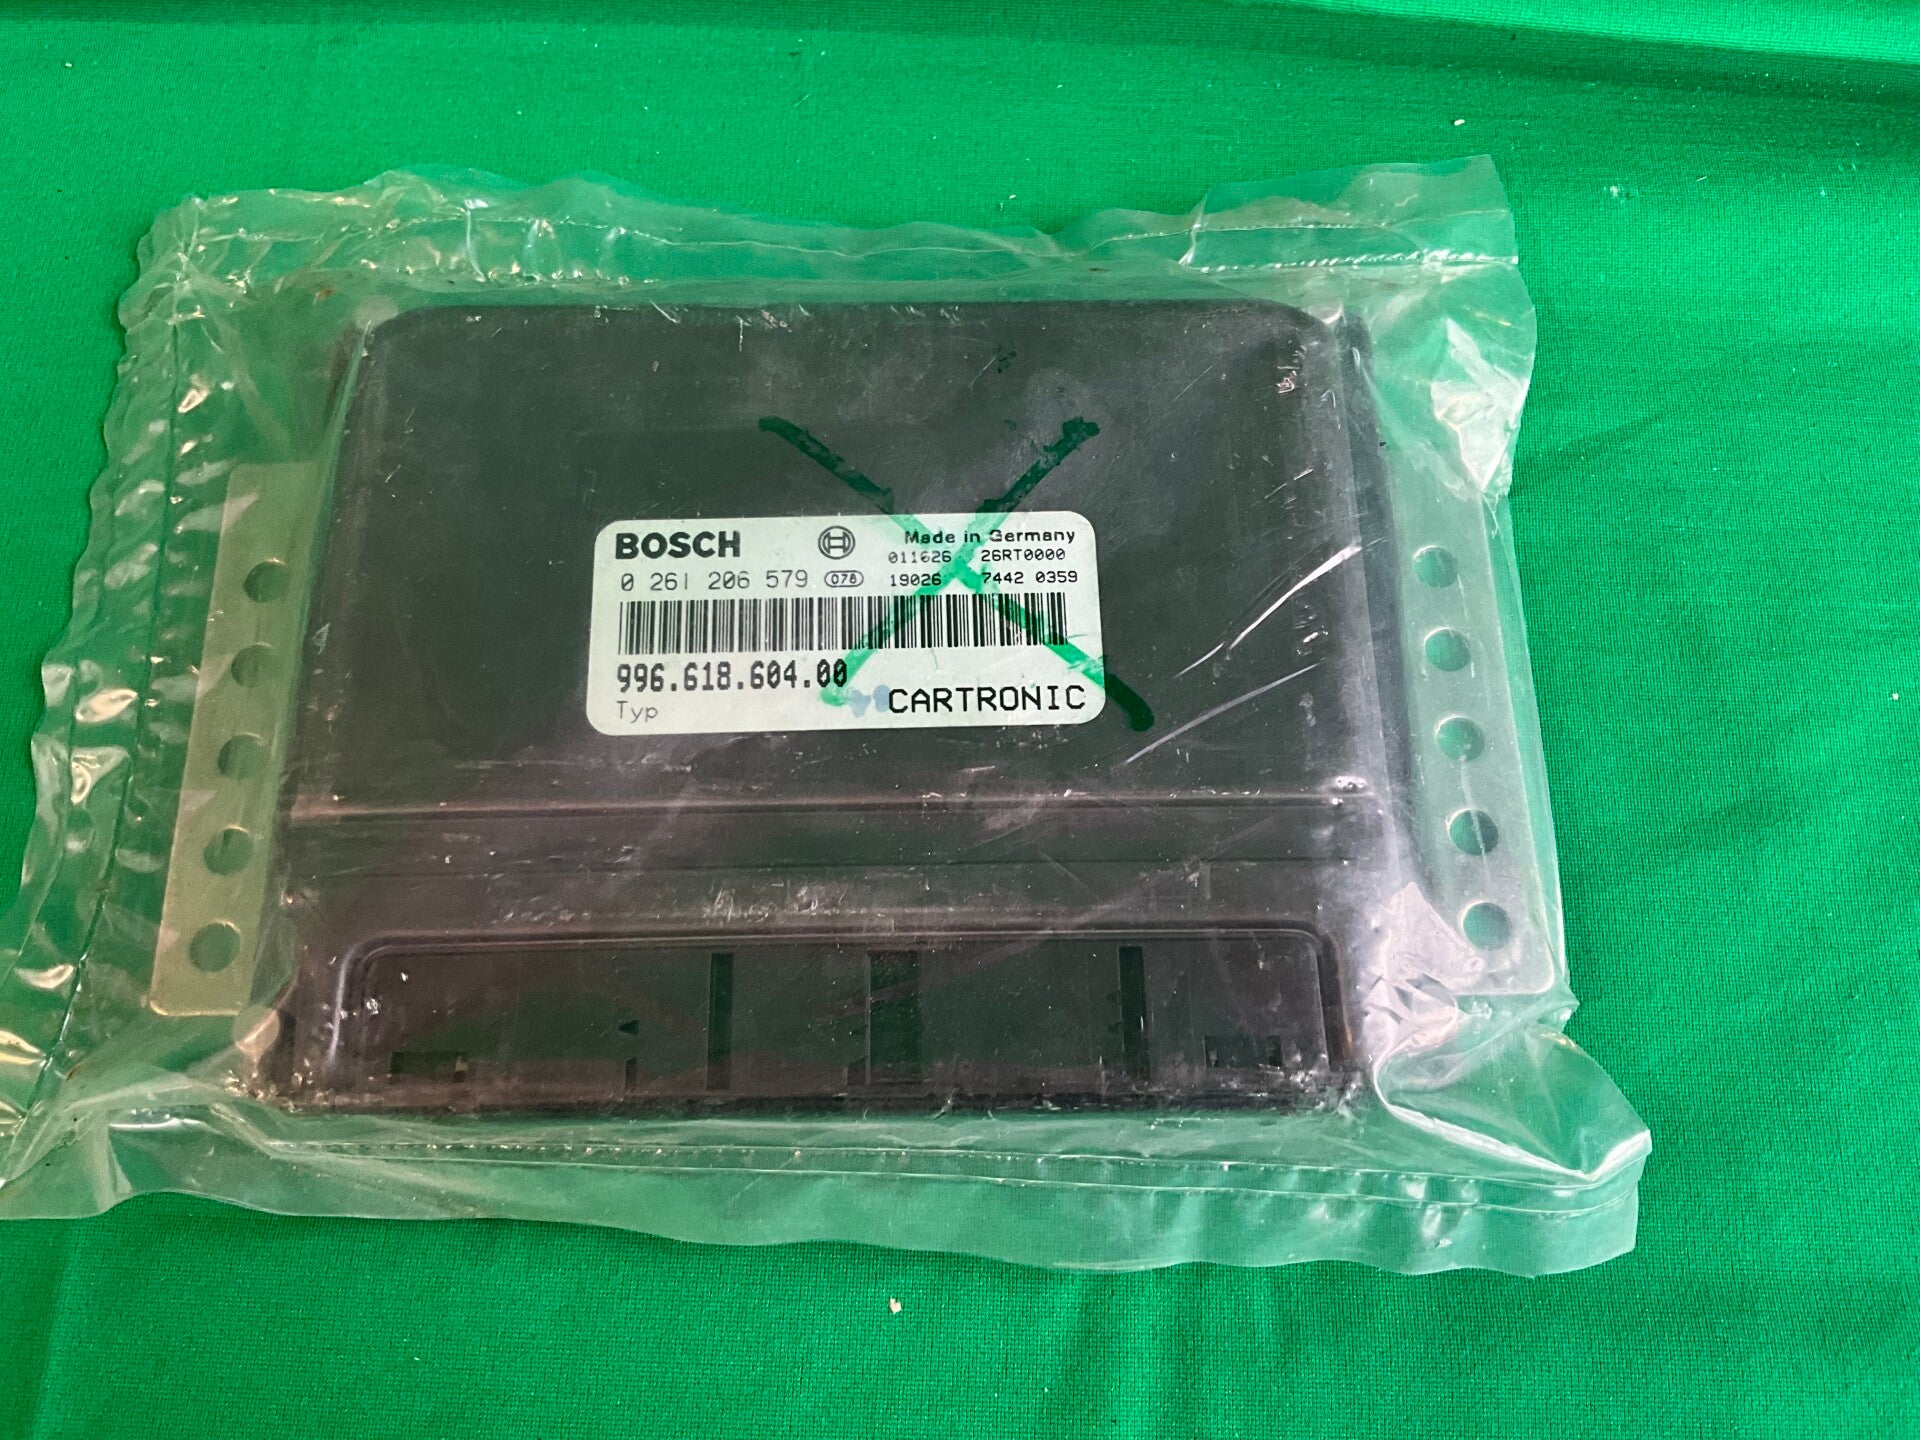 BOSCH
Made in Germany
011626 26RT0000
0 261 206 579 078 19026 7442 0359
996.618.604.00
Typ CARTRONIC